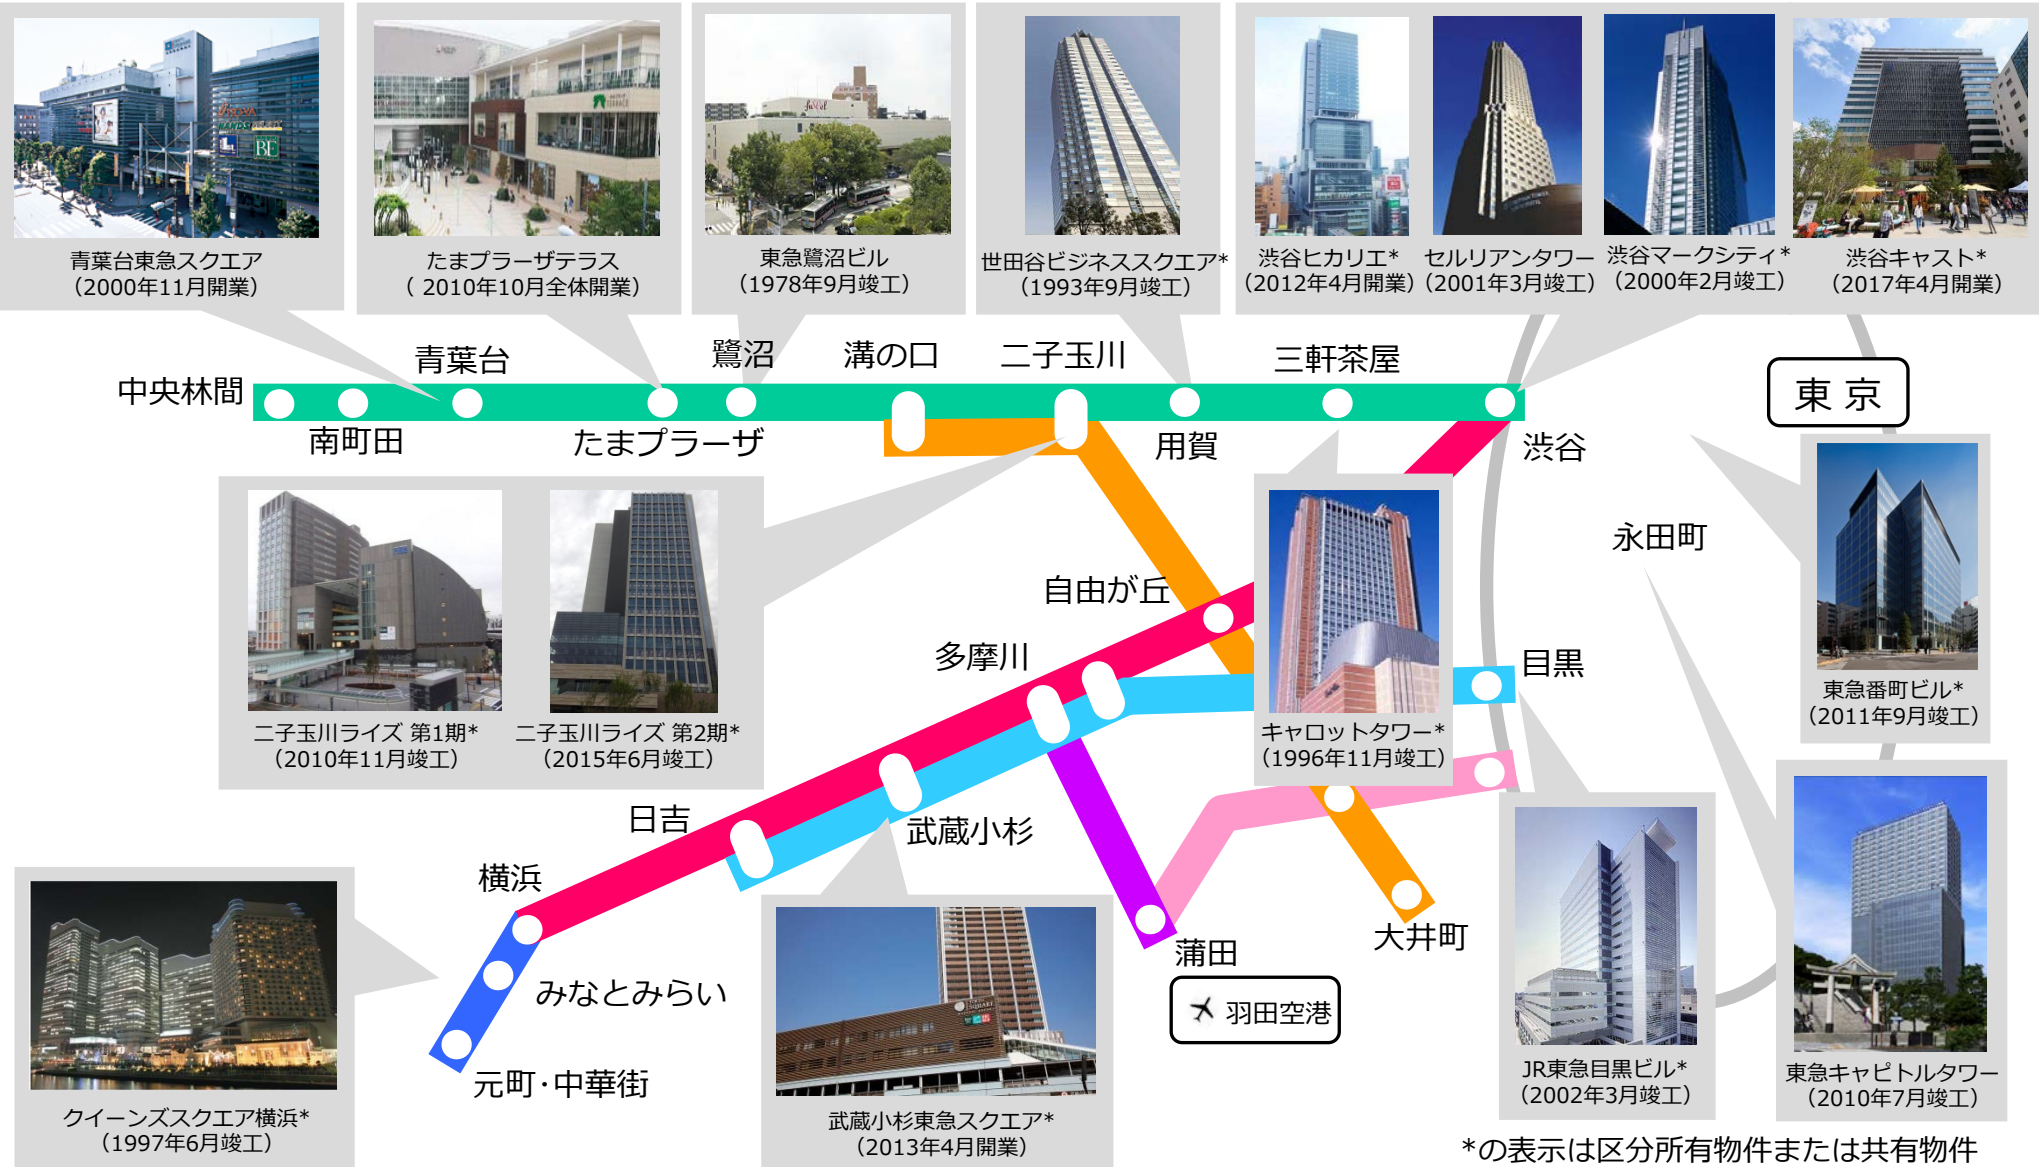 青葉台東急スクエア
（2000年11月開業）
たまプラーザテラス
（ 2010年10月全体開業）
東急鷺沼ビル
（1978年9月竣工）
世田谷ビジネススクエア*
（1993年9月竣工）
渋谷ヒカリエ*
（2012年4月開業）
セルリアンタワー
（2001年3月竣工）
渋谷マークシティ*
（2000年2月竣工）
渋谷キャスト*
（2017年4月開業）
中央林間
南町田
青葉台
たまプラーザ
鷺沼
溝の口
二子玉川
用賀
三軒茶屋
渋谷
東京
永田町
BE
TERRACE
二子玉川ライズ 第1期*
（2010年11月竣工）
二子玉川ライズ 第2期*
（2015年6月竣工）
自由が丘
多摩川
目黒
キャロットタワー*
（1996年11月竣工）
東急番町ビル*
（2011年9月竣工）
日吉
武蔵小杉
横浜
みなとみらい
元町･中華街
蒲田
羽田空港
大井町
クイーンズスクエア横浜*
（1997年6月竣工）
SQUARE
武蔵小杉東急スクエア*
（2013年4月開業）
JR東急目黒ビル*
（2002年3月竣工）
東急キャピトルタワー
（2010年7月竣工）
*の表示は区分所有物件または共有物件